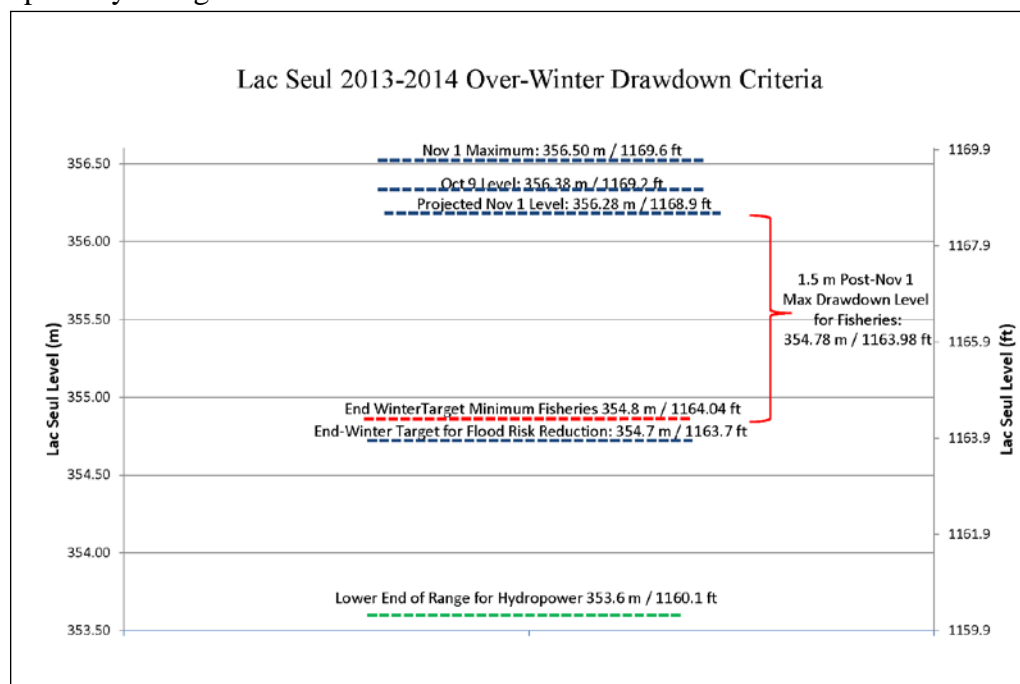 Lac Seul 2013-2014 Over-Winter Drawdown Criteria
Nov 1 Maximum: 356.50 m / 1169.6 ft
Oct 9 Level: 356.38 m / 1169.2 ft
Projected Nov 1 Level: 356.28 m / 1168.9 ft
1.5 m Post-Nov 1
Max Drawdown Level
for Fisheries:
354.78 m / 1163.98 ft
End WinterTarget Minimum Fisheries 354.8 m / 1164.04 ft
End-Winter Target for Flood Risk Reduction: 354.7 m / 1163.7 ft
Lower End of Range for Hydropower 353.6 m / 1160.1 ft
Lac Seul Level (m)
356.50
356.00
355.50
355.00
354.50
354.00
353.50
Lac Seul Level (ft)
1169.9
1167.9
1165.9
1163.9
1161.9
1159.9